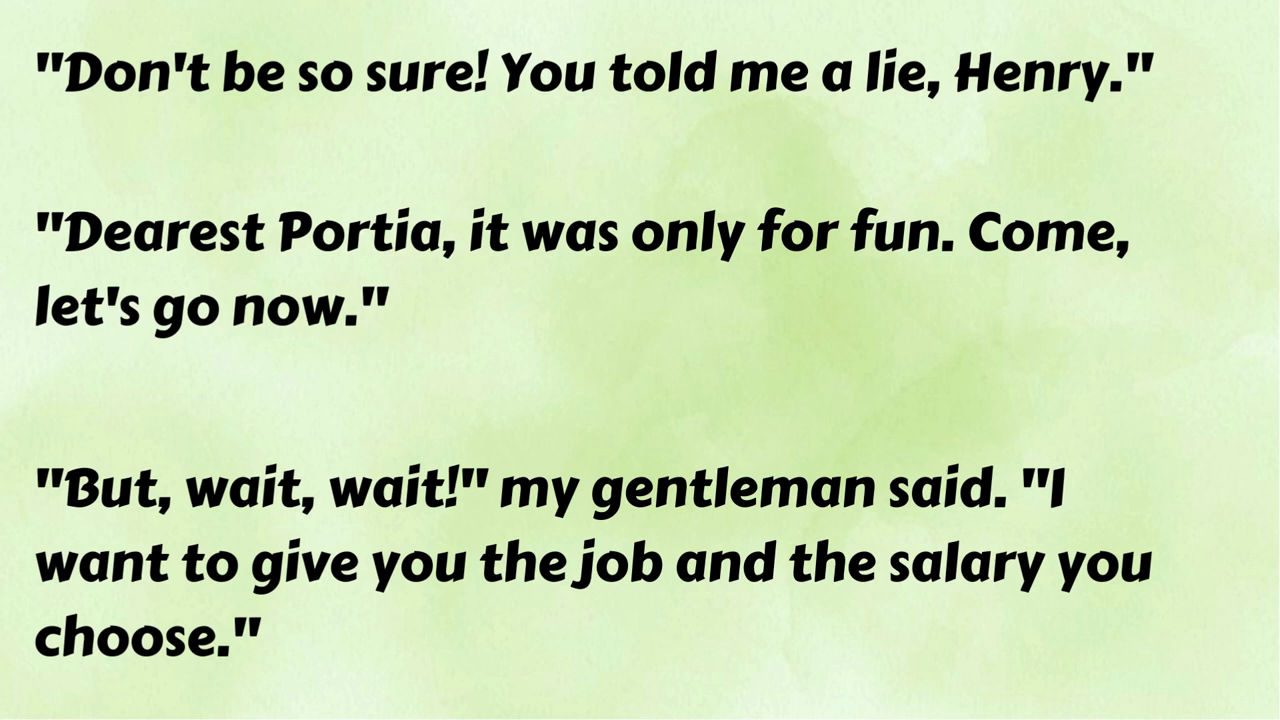 "Don't be so sure! You told me a lie, Henry."
"Dearest Portia, it was only for fun. Come,
let's go now."
"But, wait, wait!" my gentleman said. "I
want to give you the job and the salary you
choose."